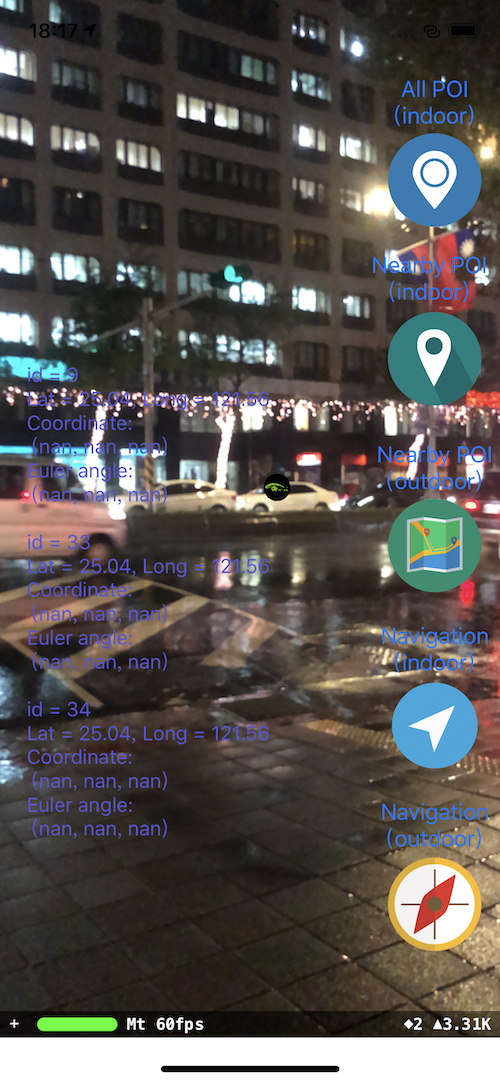 18:17
All POI
(indoor)
Nearby POI
(indoor)
id = 9
Lat = 25.04, Long = 121.56
Coordinate:
(nan, nan, nan)
Euler angle:
(nan, nan, nan)
Nearby POI
(outdoor)
id = 33
Lat = 25.04, Long = 121.56
Coordinate:
(nan, nan, nan)
Euler angle:
(nan, nan, nan)
Navigation
(indoor)
id = 34
Lat = 25.04, Long = 121.56
Coordinate:
(nan, nan, nan)
Euler angle:
(nan, nan, nan)
Navigation
(outdoor)
+ Mt 60fps ◆2 ▲3.31K